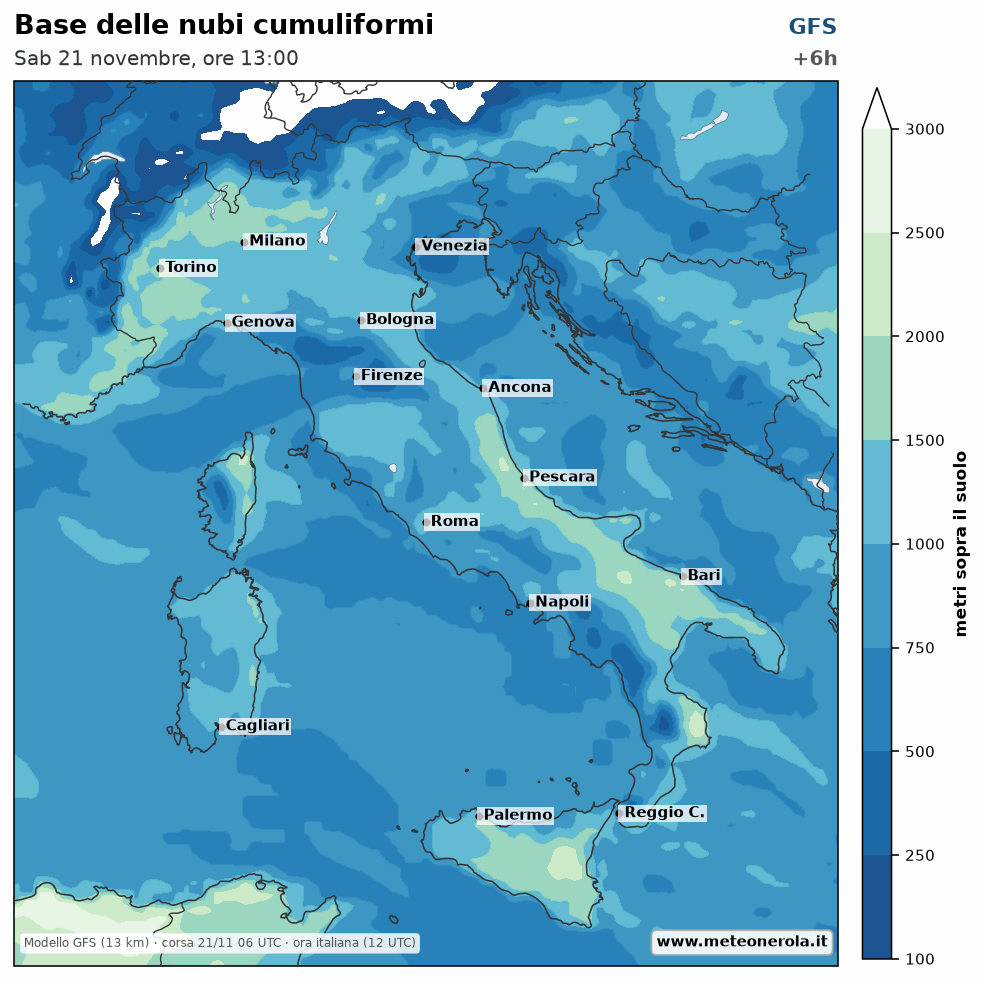 Base delle nubi cumuliformi
GFS
Sab 21 novembre, ore 13:00
+6h
Milano
Venezia
Torino
Genova
Bologna
Firenze
Ancona
Pescara
Roma
Bari
Napoli
Cagliari
Palermo
Reggio C.
3000
2500
2000
1500
1000
750
500
250
100
metri sopra il suolo
Modello GFS (13 km) · corsa 21/11 06 UTC · ora italiana (12 UTC)
www.meteonerola.it